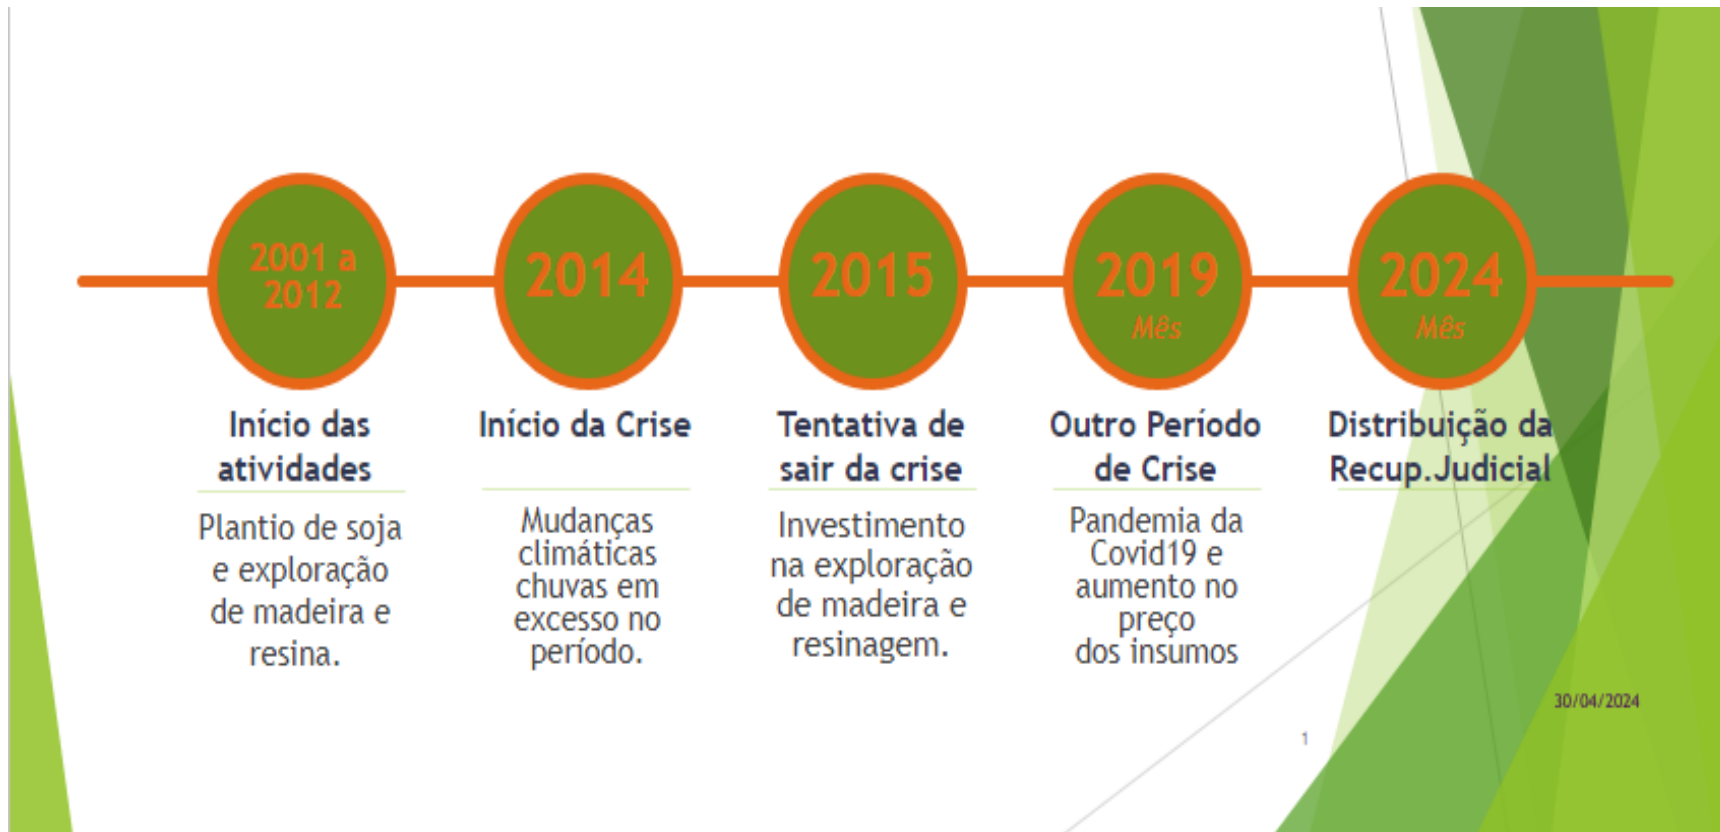 2001 a
2012
Início das
atividades
Plantio de soja
e exploração
de madeira e
resina.
2014
Início da Crise
Mudanças
climáticas
chuvas em
excesso no
período.
2015
Tentativa de
sair da crise
Investimento
na exploração
de madeira e
resinagem.
2019
Mês
Outro Período
de Crise
Pandemia da
Covid19 e
aumento no
preço
dos insumos
2024
Mês
Distribuição da
Recup.Judicial
30/04/2024
1